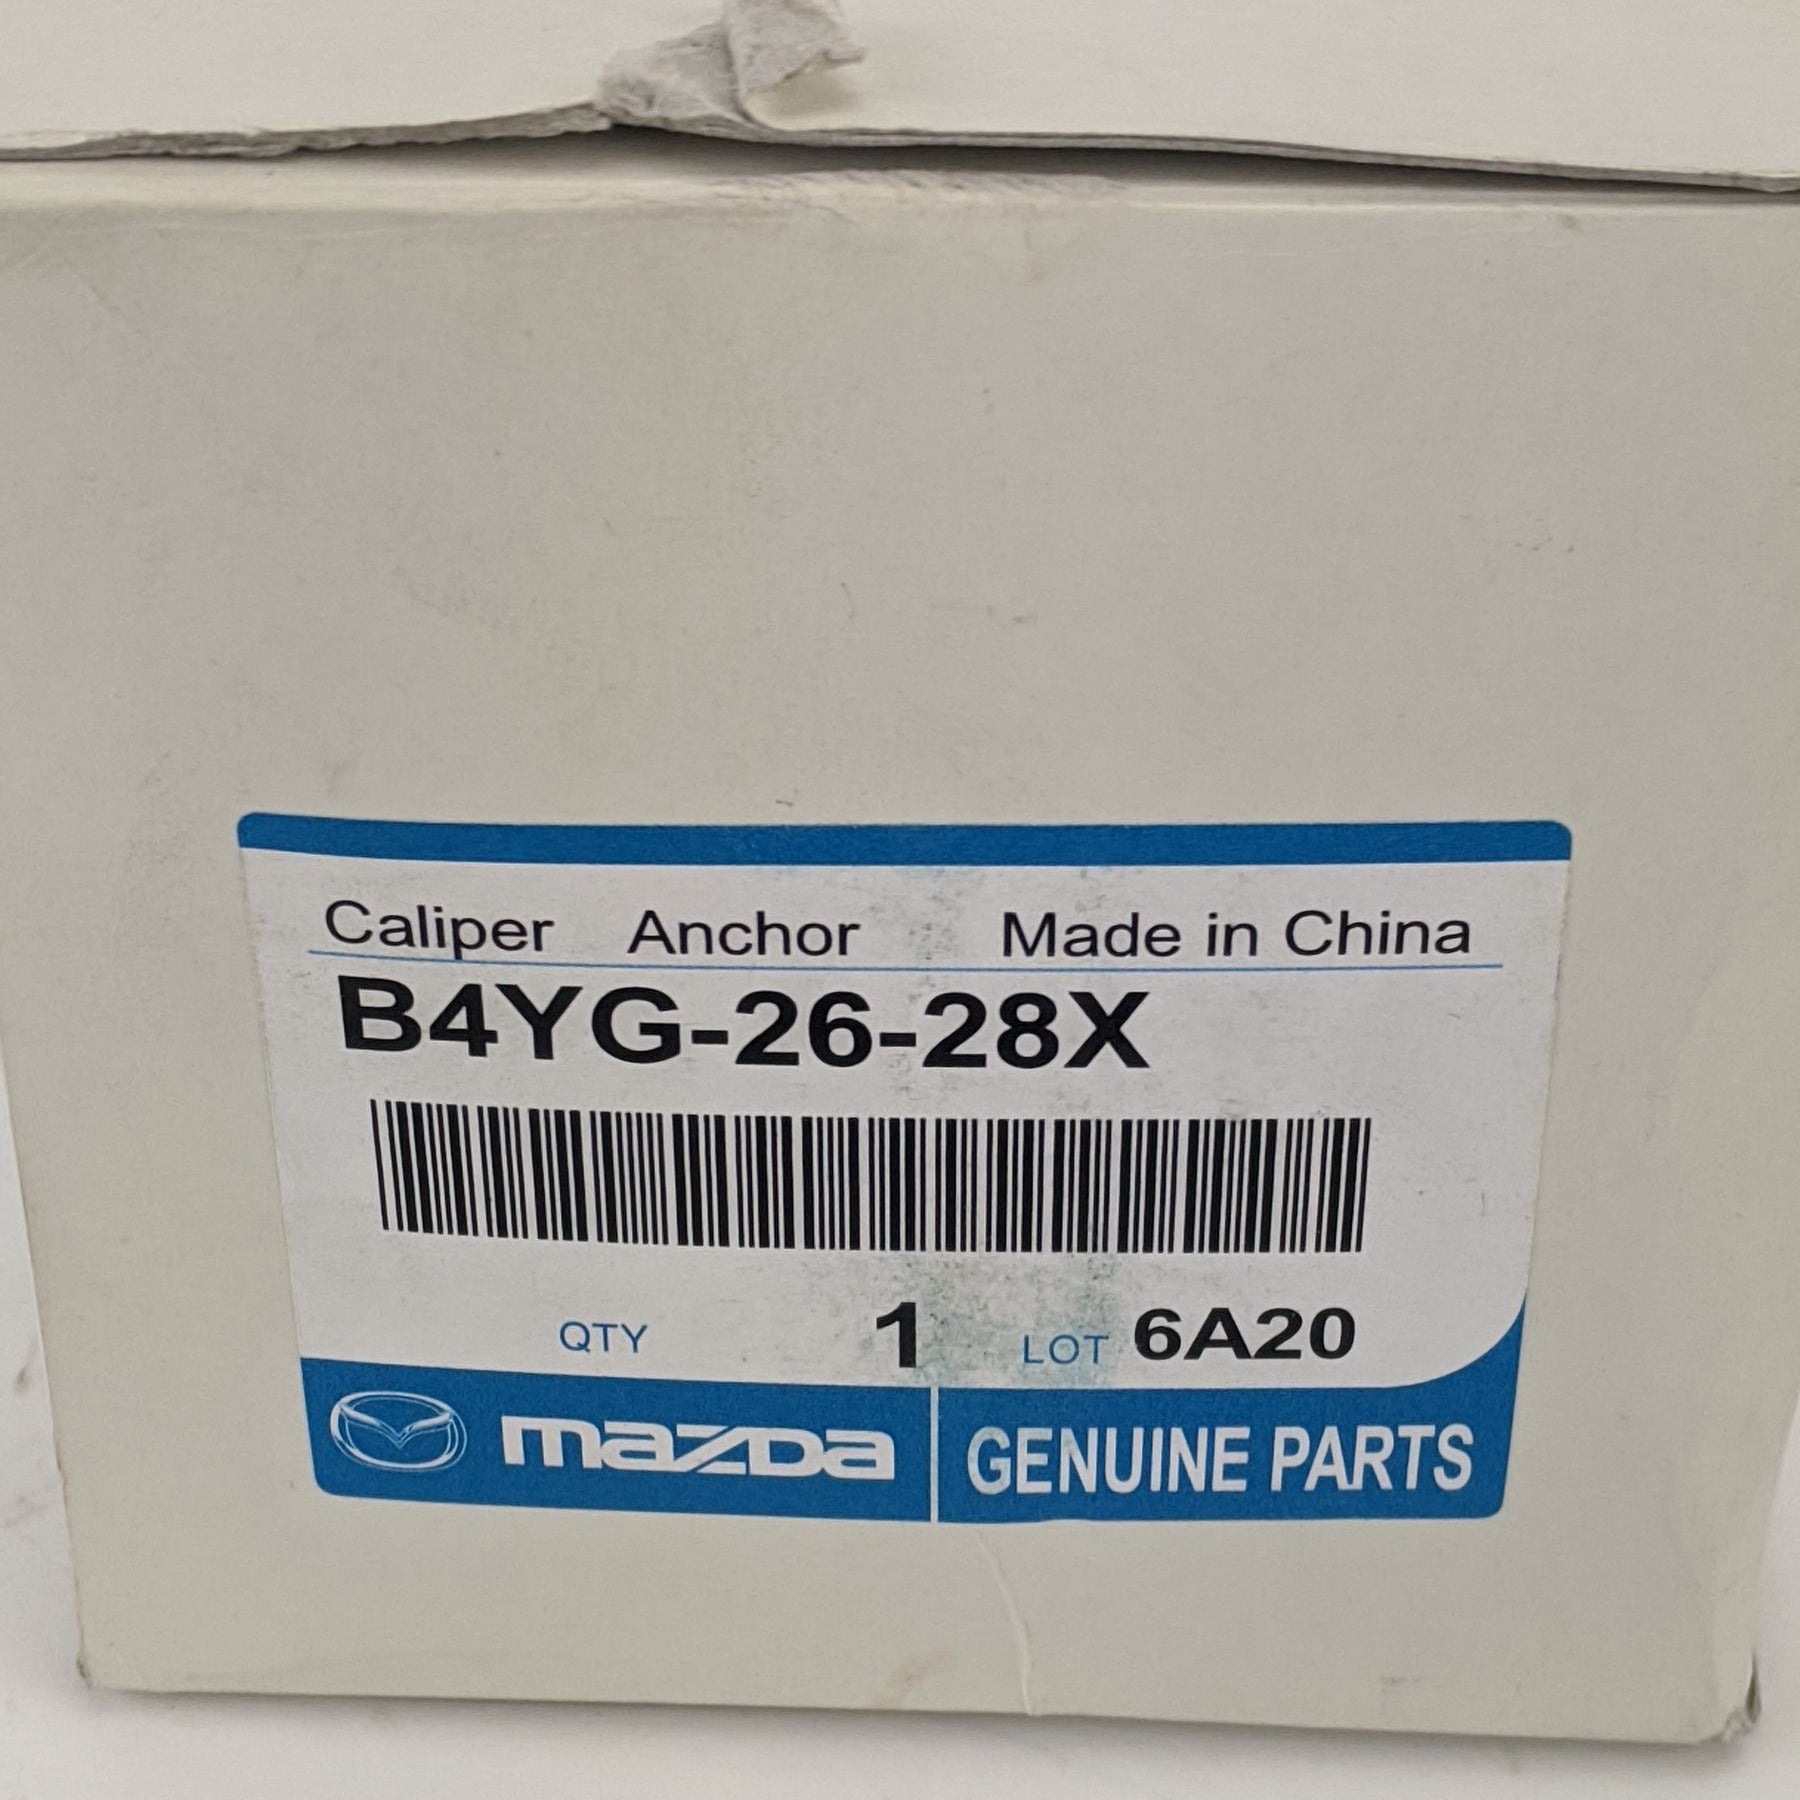 Caliper Anchor Made in China
B4YG-26-28X
QTY 1 LOT 6A20
mazDa GENUINE PARTS